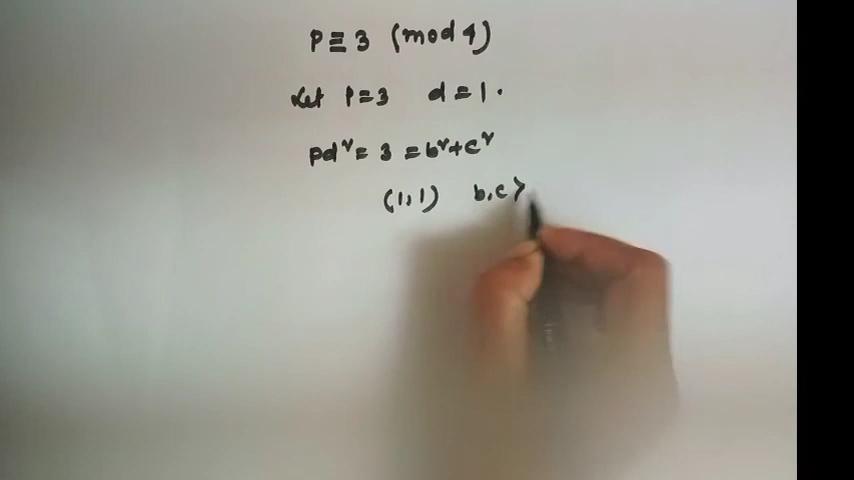 P ≡ 3 (mod 4)
Let P=3 d=1.
Pd² = 3 = b²+c²
(1,1) b,c >